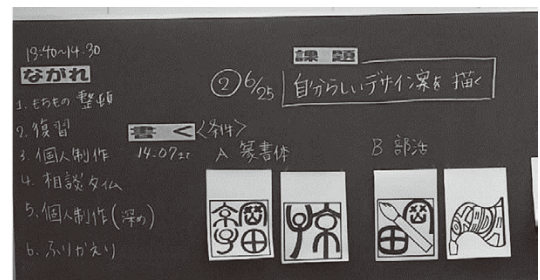 13:40~14:30
ながれ
1. もちもの 整頓
2. 復習
3. 個人制作
4. 相談タイム
5. 個人制作(深め)
6. ふりかえり
課題
② 6/25 自分らしいデザイン案を描く
書く <条件>
14.07まで
A 篆書体
B 部活